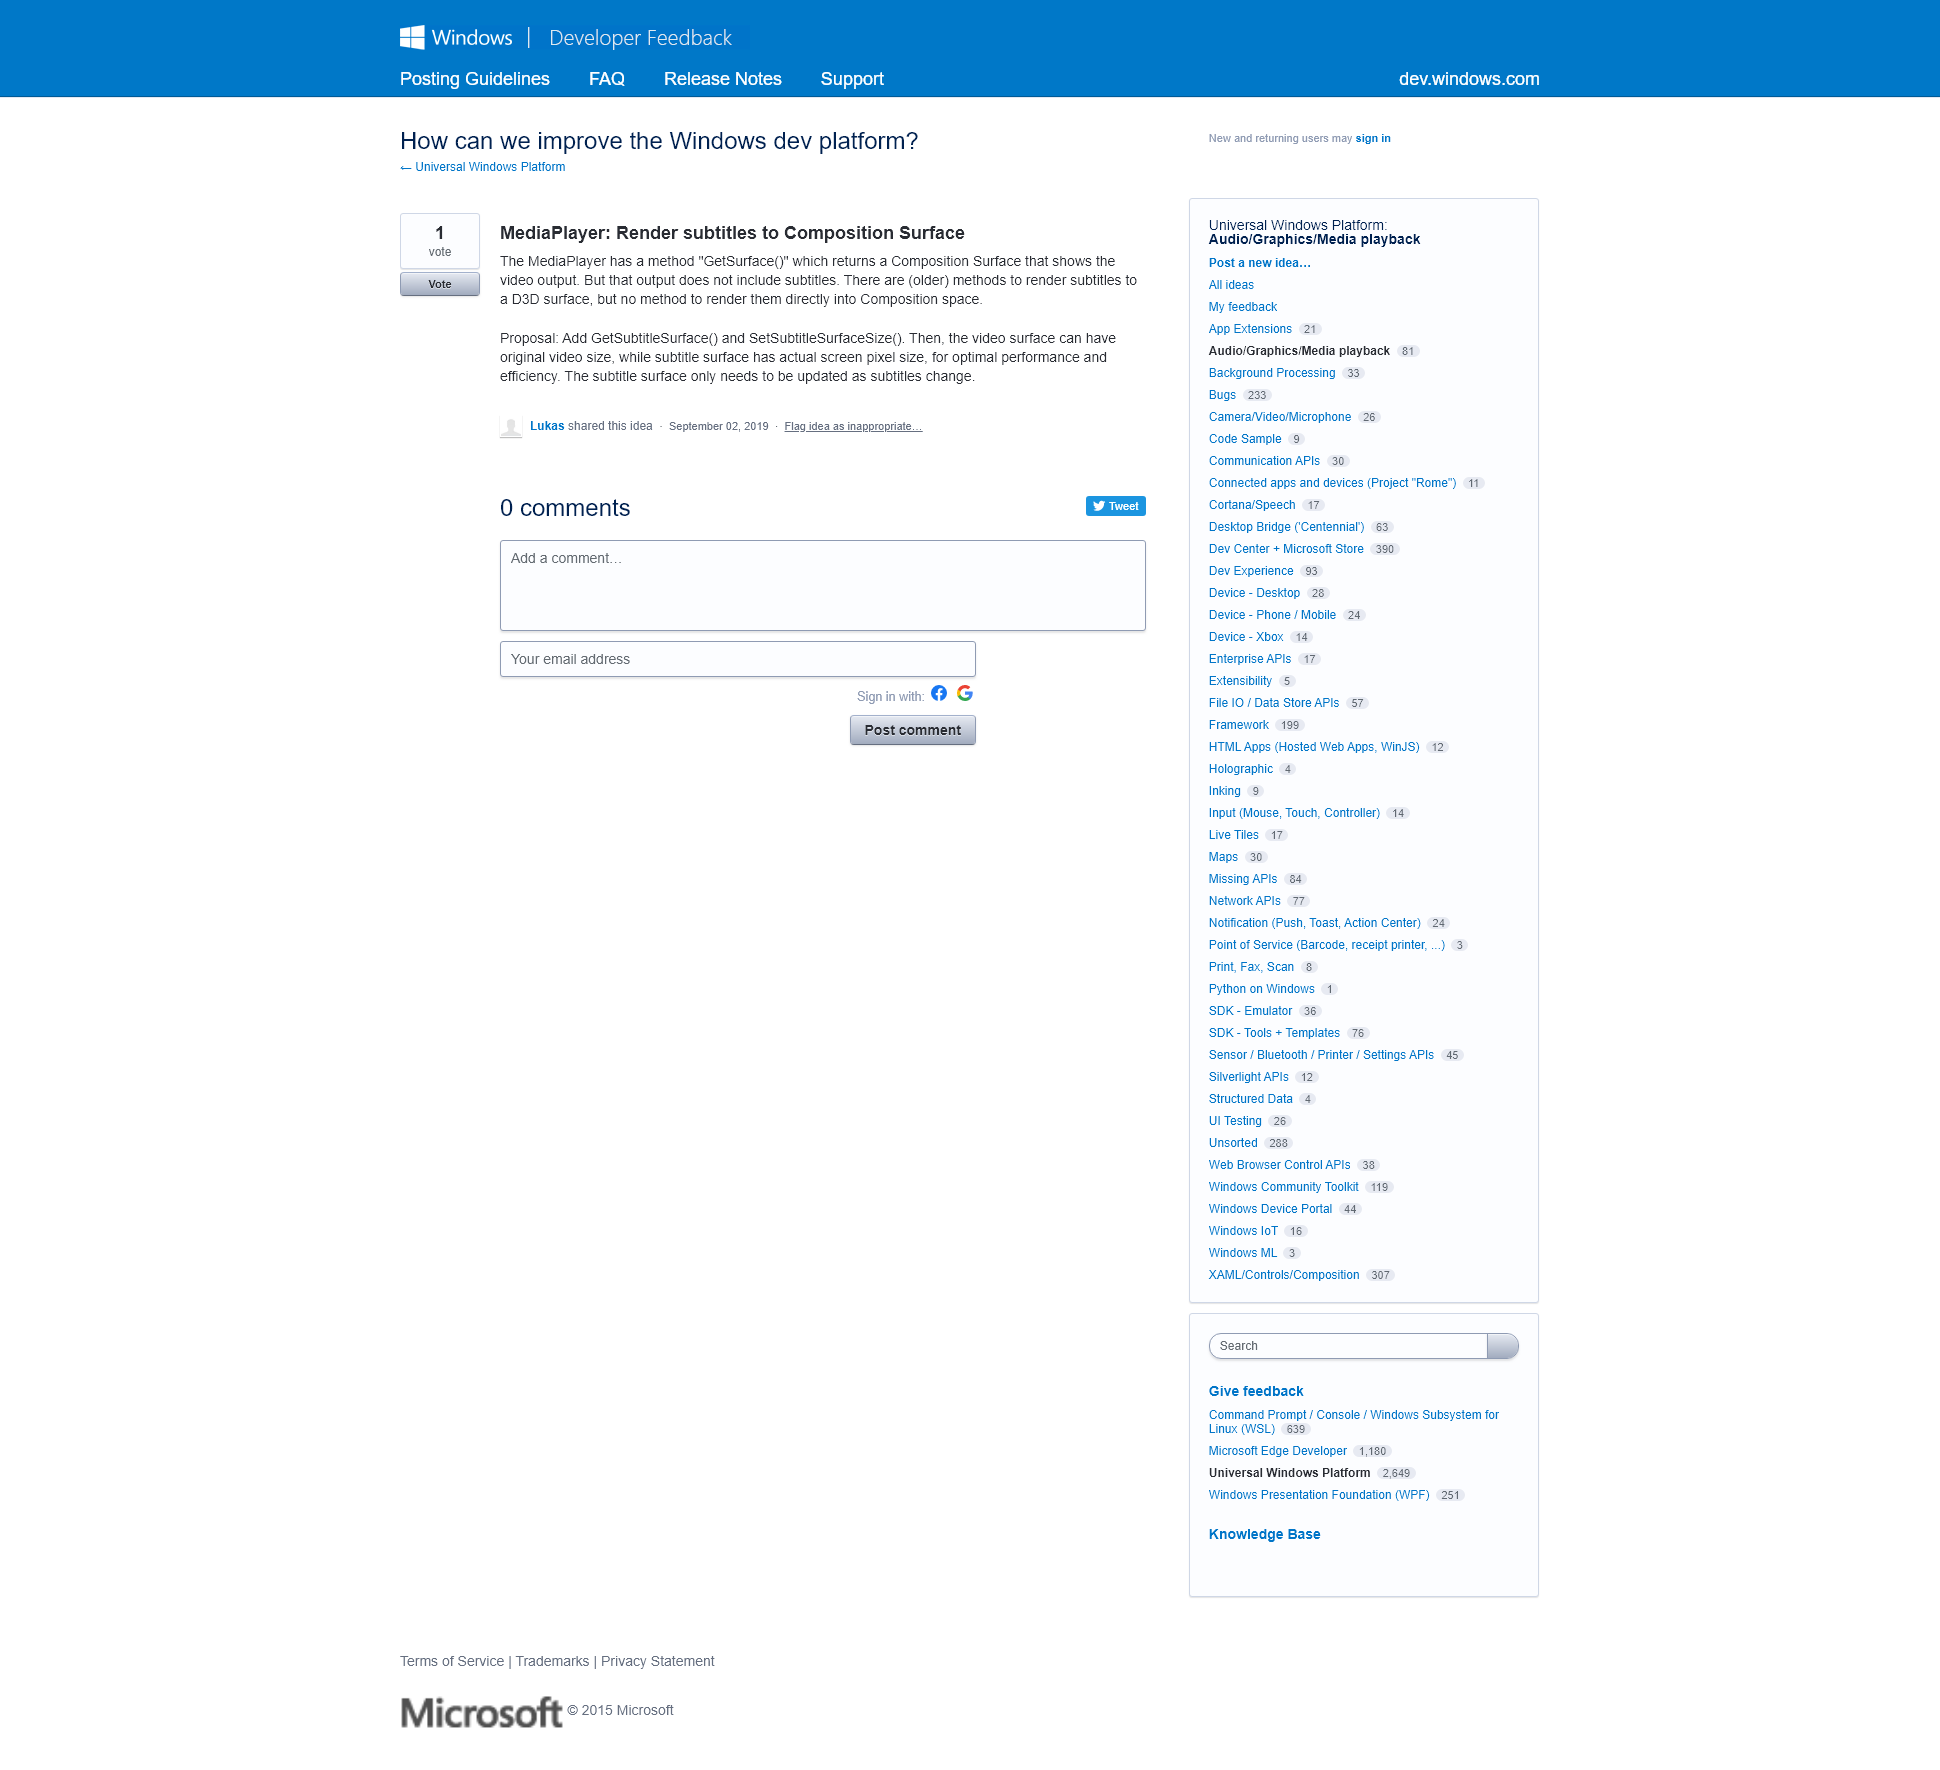 Windows | Developer Feedback
Posting Guidelines FAQ Release Notes Support dev.windows.com
How can we improve the Windows dev platform?
← Universal Windows Platform
New and returning users may sign in
1
vote
Vote
MediaPlayer: Render subtitles to Composition Surface
The MediaPlayer has a method "GetSurface()" which returns a Composition Surface that shows the
video output. But that output does not include subtitles. There are (older) methods to render subtitles to
a D3D surface, but no method to render them directly into Composition space.
Proposal: Add GetSubtitleSurface() and SetSubtitleSurfaceSize(). Then, the video surface can have
original video size, while subtitle surface has actual screen pixel size, for optimal performance and
efficiency. The subtitle surface only needs to be updated as subtitles change.
Lukas shared this idea · September 02, 2019 · Flag idea as inappropriate…
0 comments
Tweet
Add a comment…
Your email address
Sign in with:
Post comment
Universal Windows Platform:
Audio/Graphics/Media playback
Post a new idea…
All ideas
My feedback
App Extensions 21
Audio/Graphics/Media playback 81
Background Processing 33
Bugs 233
Camera/Video/Microphone 26
Code Sample 9
Communication APIs 30
Connected apps and devices (Project "Rome") 11
Cortana/Speech 17
Desktop Bridge ('Centennial') 63
Dev Center + Microsoft Store 390
Dev Experience 93
Device - Desktop 28
Device - Phone / Mobile 24
Device - Xbox 14
Enterprise APIs 17
Extensibility 5
File IO / Data Store APIs 57
Framework 199
HTML Apps (Hosted Web Apps, WinJS) 12
Holographic 4
Inking 9
Input (Mouse, Touch, Controller) 14
Live Tiles 17
Maps 30
Missing APIs 84
Network APIs 77
Notification (Push, Toast, Action Center) 24
Point of Service (Barcode, receipt printer, ...) 3
Print, Fax, Scan 8
Python on Windows 1
SDK - Emulator 36
SDK - Tools + Templates 76
Sensor / Bluetooth / Printer / Settings APIs 45
Silverlight APIs 12
Structured Data 4
UI Testing 26
Unsorted 288
Web Browser Control APIs 38
Windows Community Toolkit 119
Windows Device Portal 44
Windows IoT 16
Windows ML 3
XAML/Controls/Composition 307
Search
Give feedback
Command Prompt / Console / Windows Subsystem for
Linux (WSL) 639
Microsoft Edge Developer 1,180
Universal Windows Platform 2,649
Windows Presentation Foundation (WPF) 251
Knowledge Base
Terms of Service | Trademarks | Privacy Statement
Microsoft © 2015 Microsoft